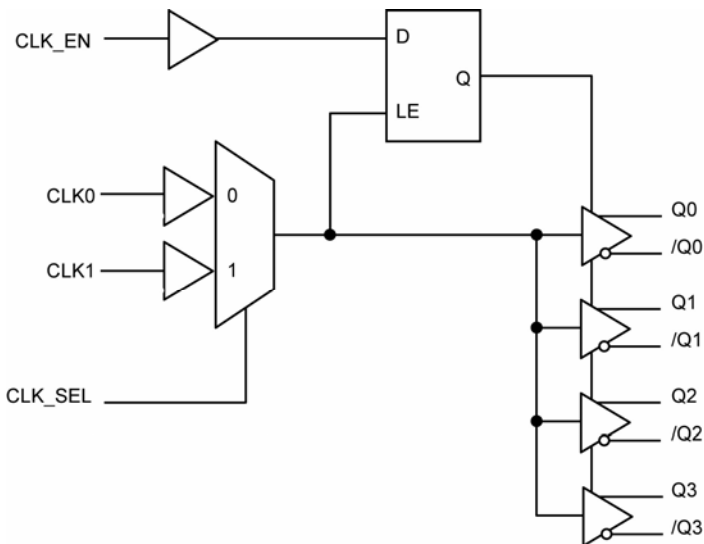 CLK_EN
D
Q
LE
CLK0
0
CLK1
1
CLK_SEL
Q0
/Q0
Q1
/Q1
Q2
/Q2
Q3
/Q3